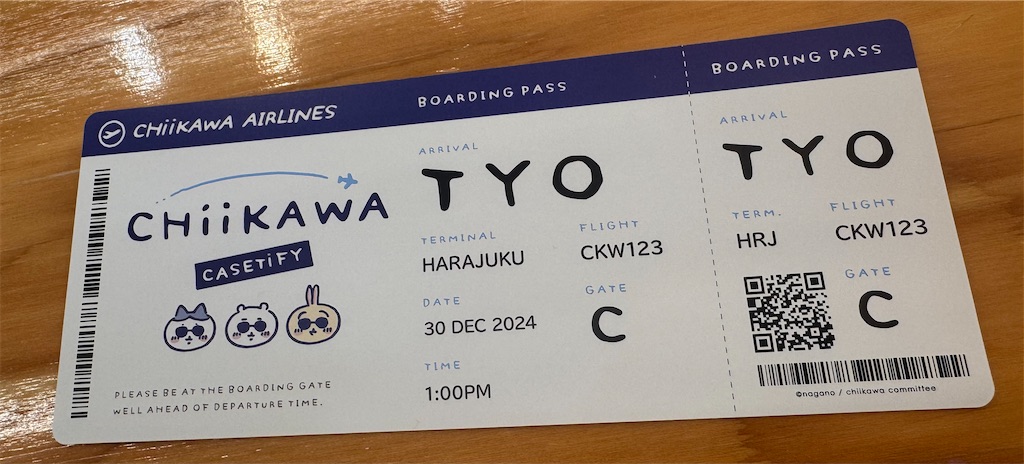 CHiiKAWA AIRLINES
BOARDING PASS
CHiiKAWA
CASETiFY
PLEASE BE AT THE BOARDING GATE
WELL AHEAD OF DEPARTURE TIME.
ARRIVAL
TYO
TERMINAL
HARAJUKU
FLIGHT
CKW123
DATE
30 DEC 2024
GATE
C
TIME
1:00PM
BOARDING PASS
ARRIVAL
TYO
TERM.
HRJ
FLIGHT
CKW123
GATE
C
©nagano / chiikawa committee